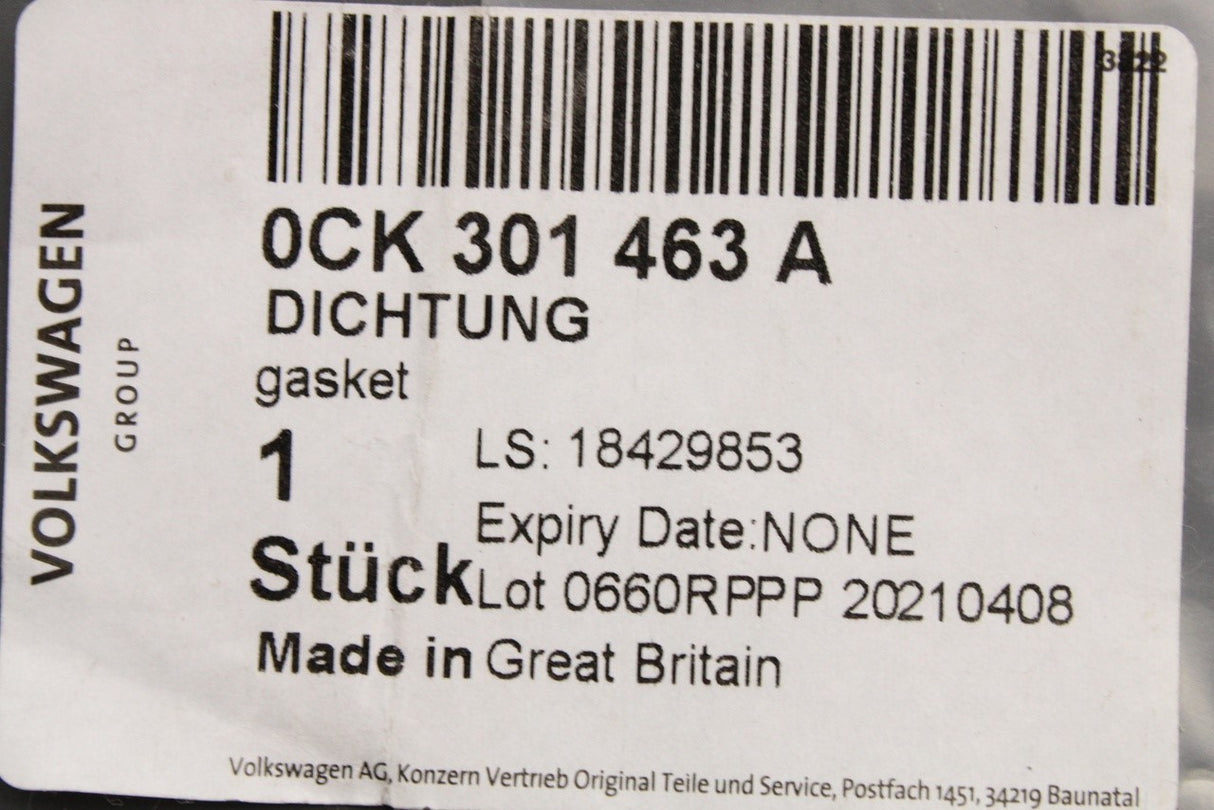 3822
0CK 301 463 A
DICHTUNG
gasket
1
LS: 18429853
Expiry Date:NONE
Stück
Lot 0660RPPP 20210408
Made in Great Britain
VOLKSWAGEN
GROUP
Volkswagen AG, Konzern Vertrieb Original Teile und Service, Postfach 1451, 34219 Baunatal